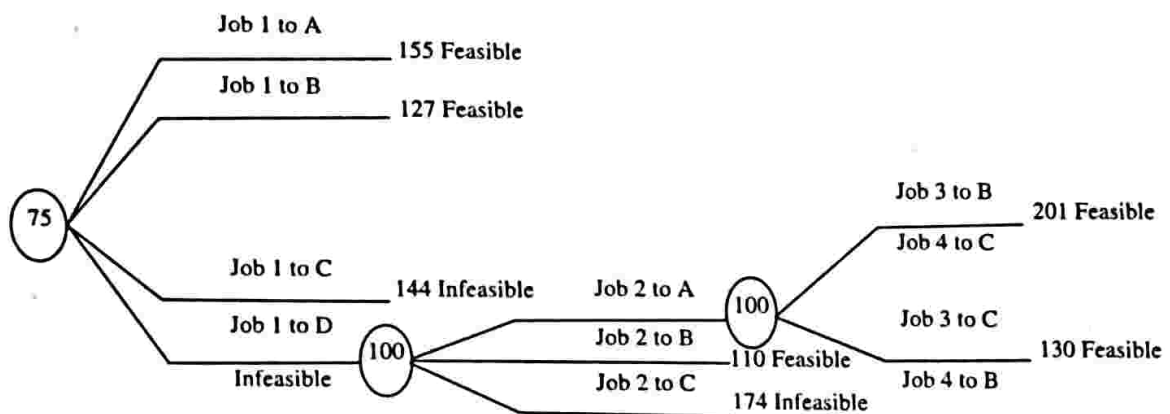 Job 1 to A
155 Feasible
Job 1 to B
127 Feasible
75
Job 3 to B
201 Feasible
Job 4 to C
Job 1 to C
144 Infeasible
Job 2 to A
100
Job 1 to D
100
Job 2 to B
110 Feasible
Job 3 to C
130 Feasible
Infeasible
Job 2 to C
Job 4 to B
174 Infeasible